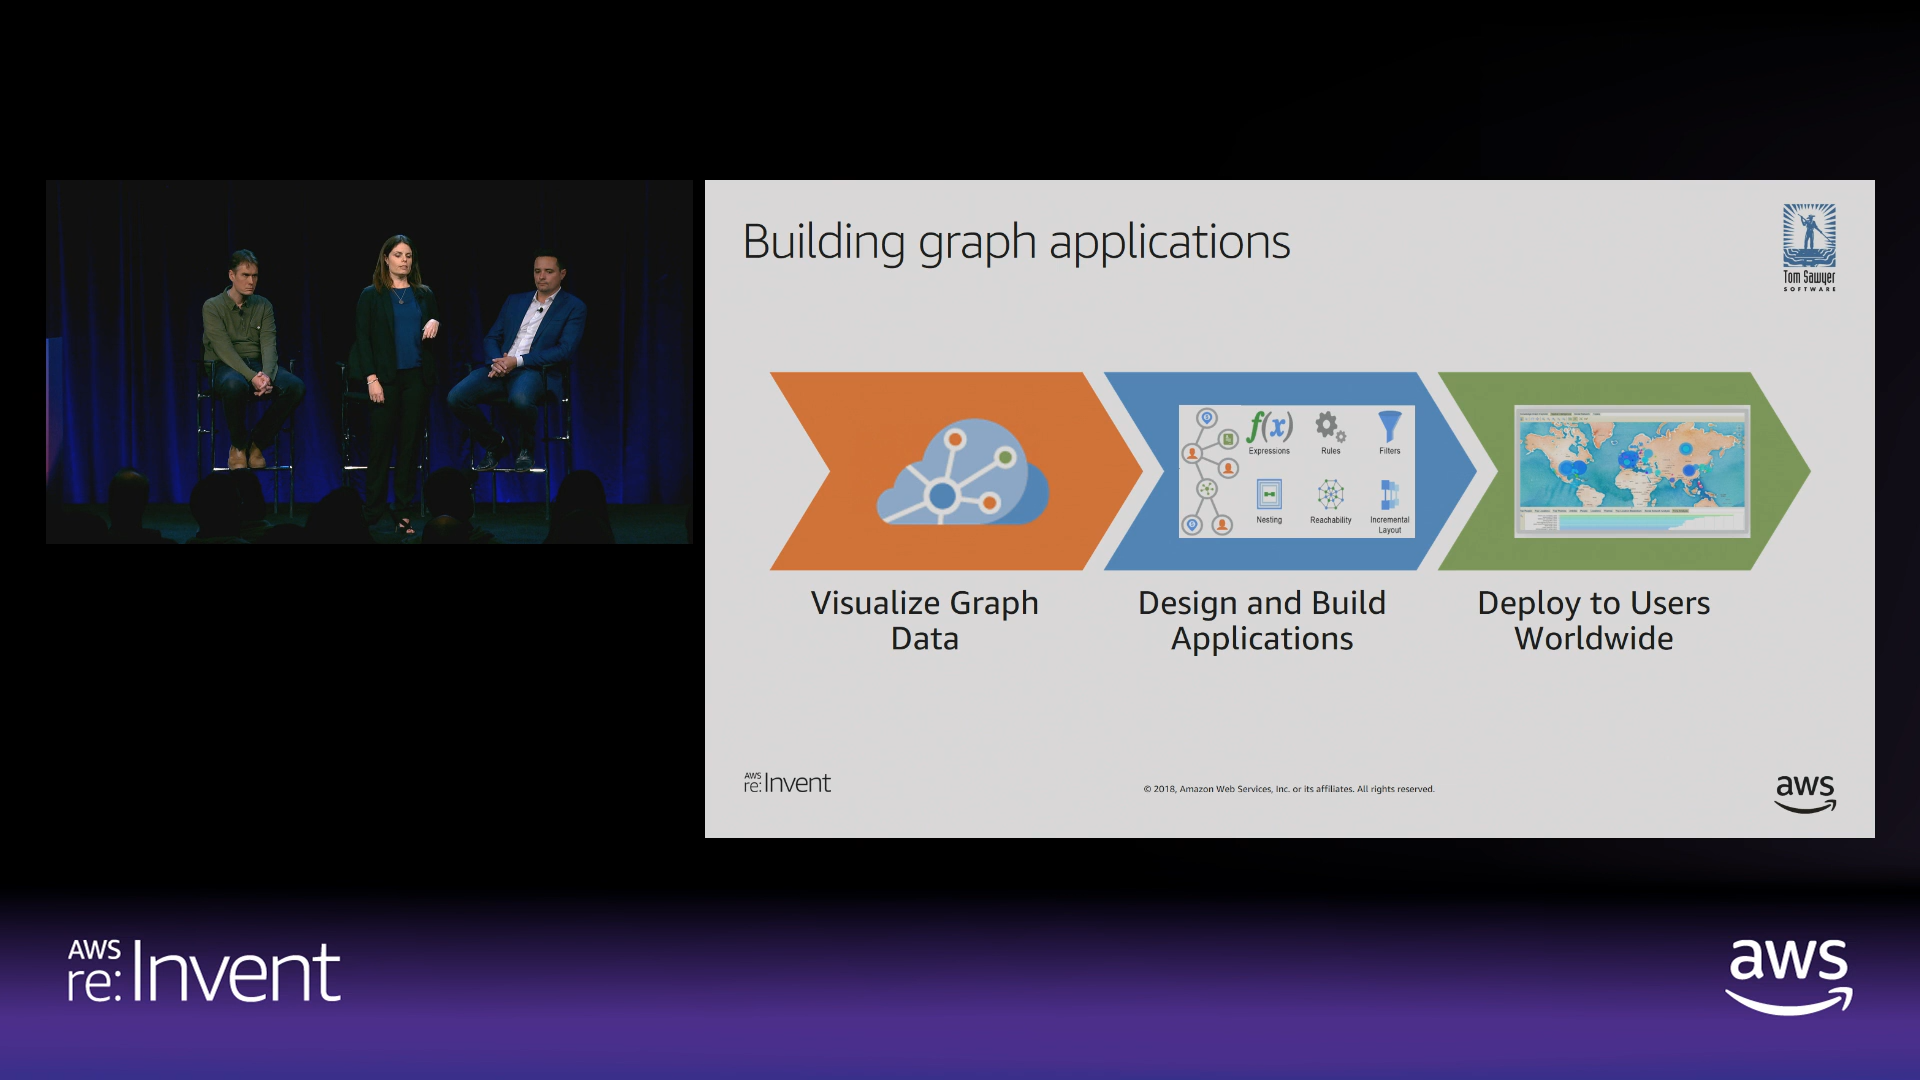 Building graph applications
Tom Sawyer
SOFTWARE
f(x)
Expressions
Rules
Filters
Nesting
Reachability
Incremental
Layout
Visualize Graph
Data
Design and Build
Applications
Deploy to Users
Worldwide
AWS
re:Invent
© 2018, Amazon Web Services, Inc. or its affiliates. All rights reserved.
aws
AWS
re:Invent
aws